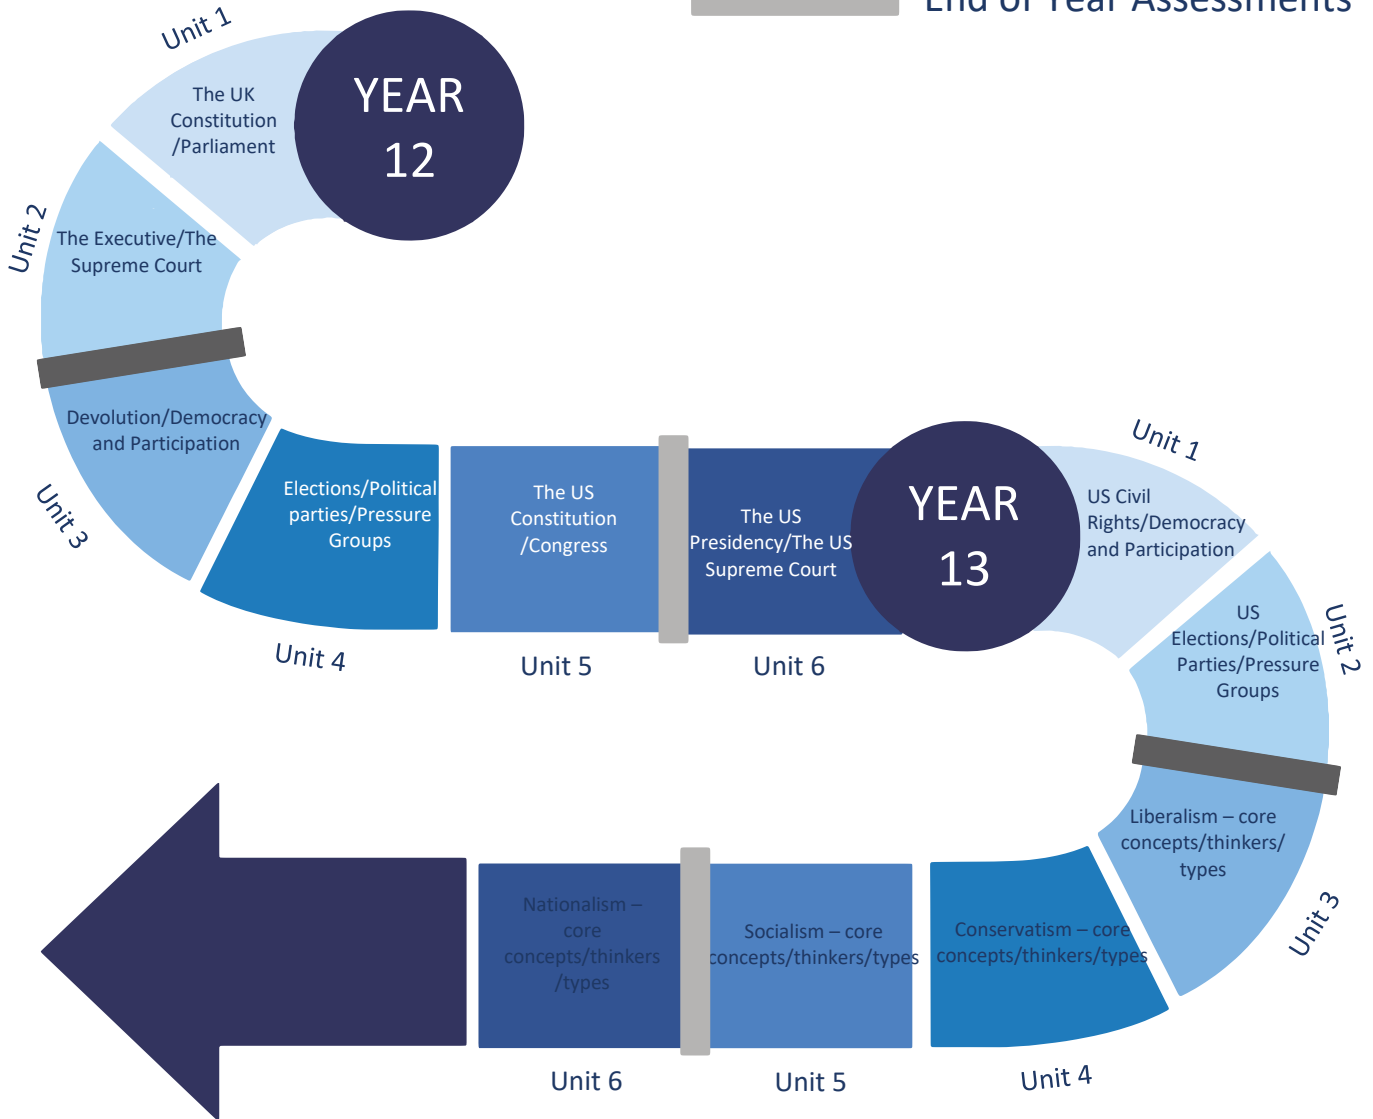 End of Year Assessments
Unit 1
YEAR
12
The UK
Constitution
/Parliament
Unit 2
The Executive/The
Supreme Court
Devolution/Democracy
and Participation
Unit 3
Elections/Political
parties/Pressure
Groups
Unit 4
The US
Constitution
/Congress
Unit 5
The US
Presidency/The US
Supreme Court
Unit 6
YEAR
13
Unit 1
US Civil
Rights/Democracy
and Participation
US
Elections/Political
Parties/Pressure
Groups
Unit 2
Liberalism – core
concepts/thinkers/
types
Unit 3
Conservatism – core
concepts/thinkers/types
Unit 4
Socialism – core
concepts/thinkers/types
Unit 5
Nationalism –
core
concepts/thinkers
/types
Unit 6